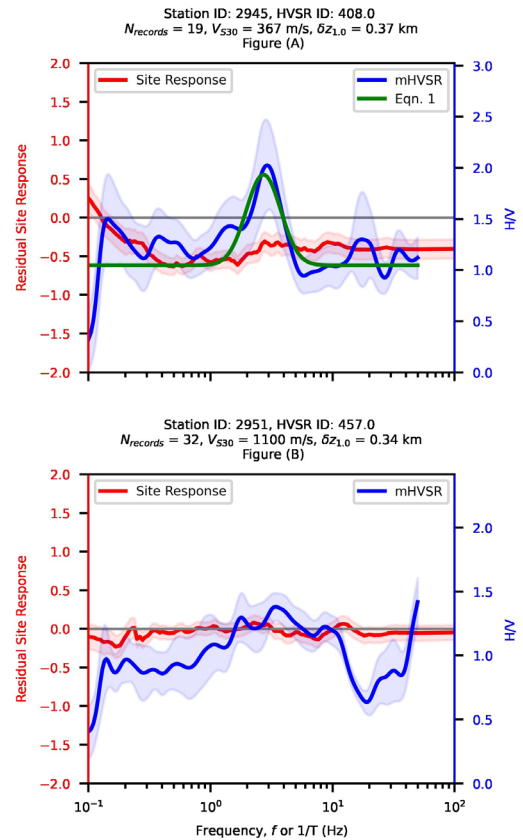 Station ID: 2945, HVSR ID: 408.0
N_records = 19, V_S30 = 367 m/s, δz_1.0 = 0.37 km
Figure (A)
Site Response
mHVSR
Eqn. 1
2.0
1.5
1.0
0.5
0.0
−0.5
−1.0
−1.5
−2.0
Residual Site Response
3.0
2.5
2.0
1.5
1.0
0.5
0.0
H/V
Station ID: 2951, HVSR ID: 457.0
N_records = 32, V_S30 = 1100 m/s, δz_1.0 = 0.34 km
Figure (B)
Site Response
mHVSR
2.0
1.5
1.0
0.5
0.0
−0.5
−1.0
−1.5
−2.0
Residual Site Response
2.0
1.5
1.0
0.5
0.0
H/V
10⁻¹ 10⁰ 10¹ 10²
Frequency, f or 1/T (Hz)